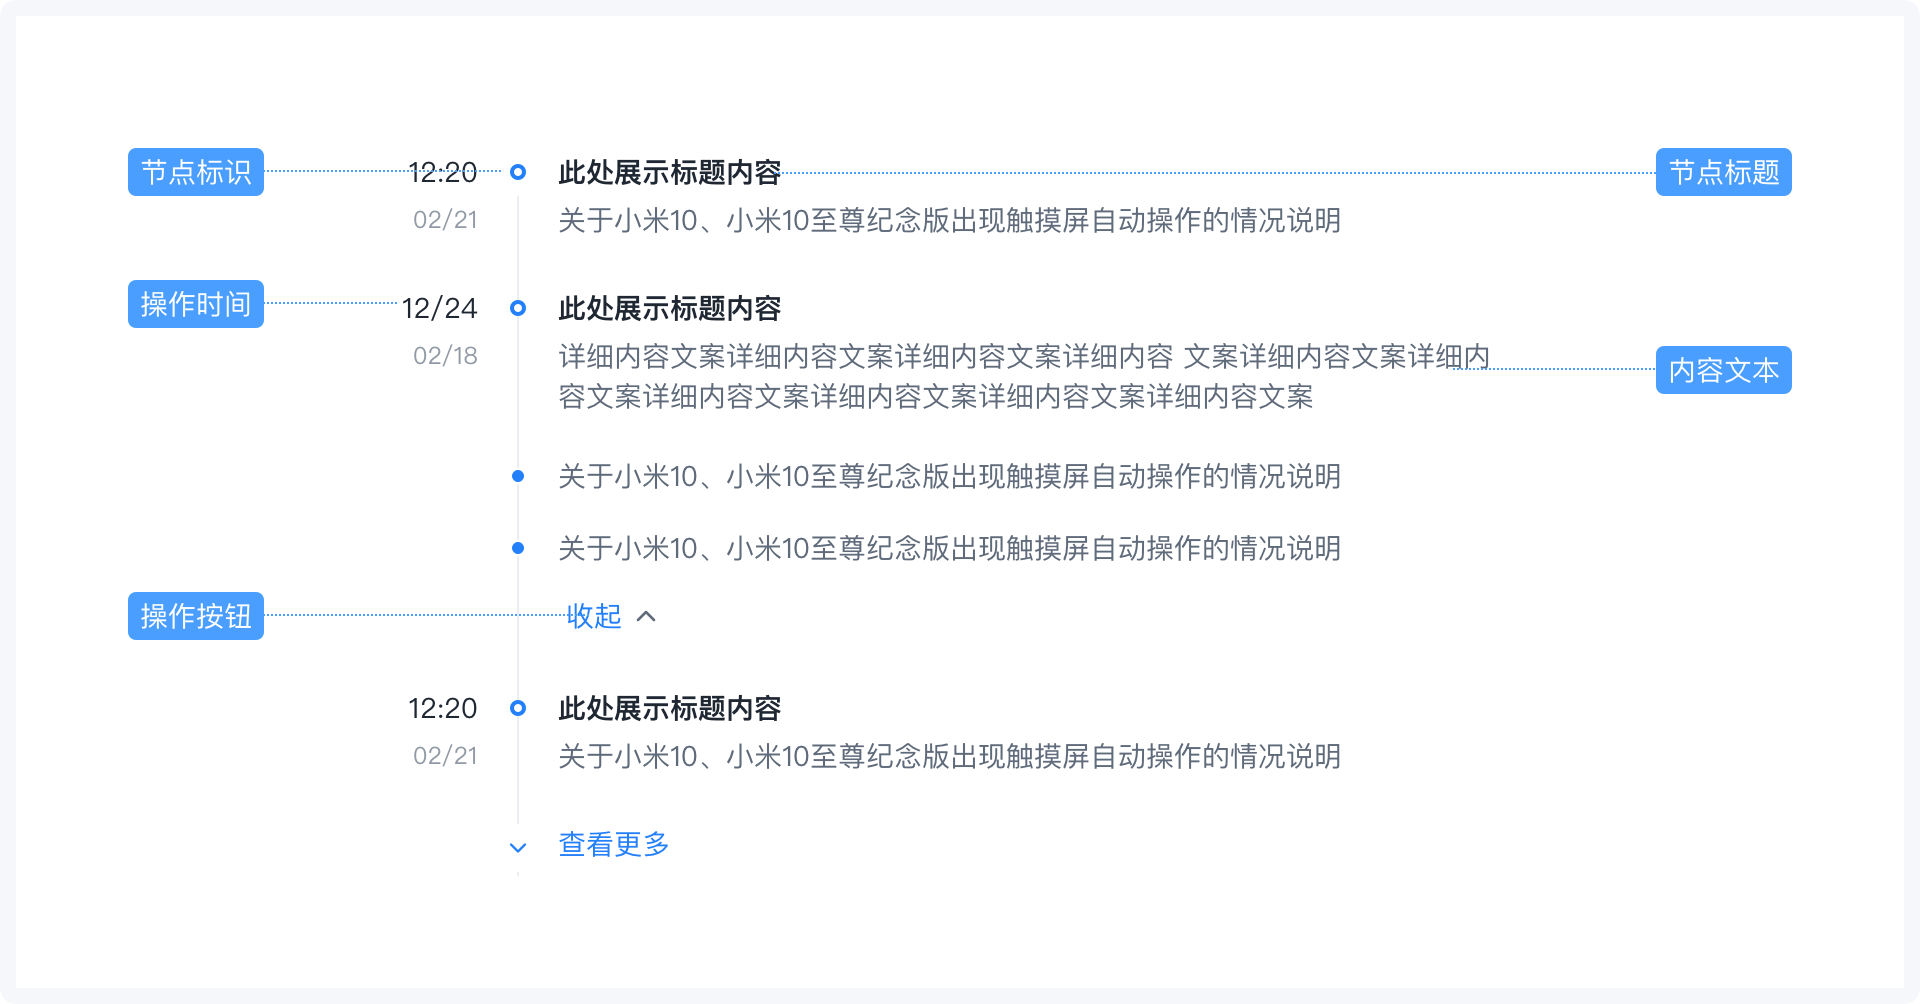 节点标识
12:20
此处展示标题内容
节点标题
02/21
关于小米10、小米10至尊纪念版出现触摸屏自动操作的情况说明
操作时间
12/24
此处展示标题内容
02/18
详细内容文案详细内容文案详细内容文案详细内容 文案详细内容文案详细内
内容文本
容文案详细内容文案详细内容文案详细内容文案详细内容文案
关于小米10、小米10至尊纪念版出现触摸屏自动操作的情况说明
关于小米10、小米10至尊纪念版出现触摸屏自动操作的情况说明
操作按钮
收起
12:20
此处展示标题内容
02/21
关于小米10、小米10至尊纪念版出现触摸屏自动操作的情况说明
查看更多